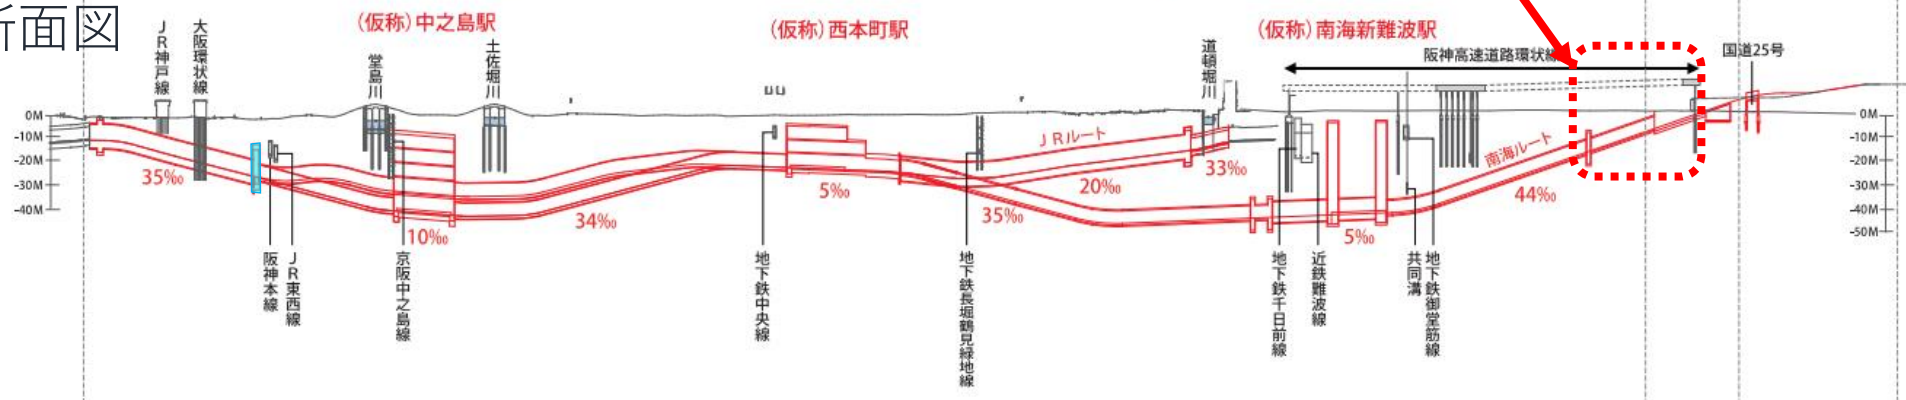 断面図
(仮称)中之島駅
(仮称)西本町駅
(仮称)南海新難波駅
JR神戸線
大阪環状線
堂島川
土佐堀川
道頓堀川
阪神高速道路環状線
国道25号
0M
-10M
-20M
-30M
-40M
0M
-10M
-20M
-30M
-40M
-50M
35‰
10‰
34‰
5‰
35‰
JRルート
20‰
33‰
5‰
44‰
南海ルート
阪神本線
JR東西線
京阪中之島線
地下鉄中央線
地下鉄長堀鶴見緑地線
地下鉄千日前線
近鉄難波線
共同溝
地下鉄御堂筋線